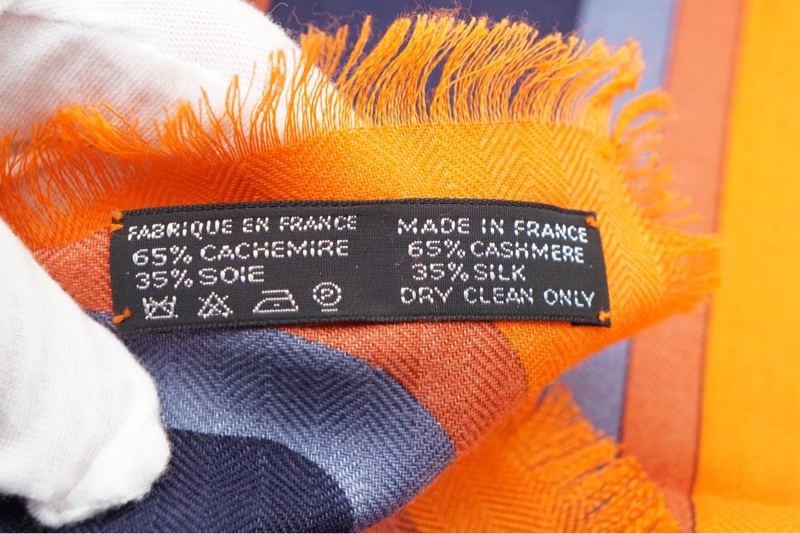 FABRIQUE EN FRANCE
65% CACHEMIRE
35% SOIE
P
MADE IN FRANCE
65% CASHMERE
35% SILK
DRY CLEAN ONLY